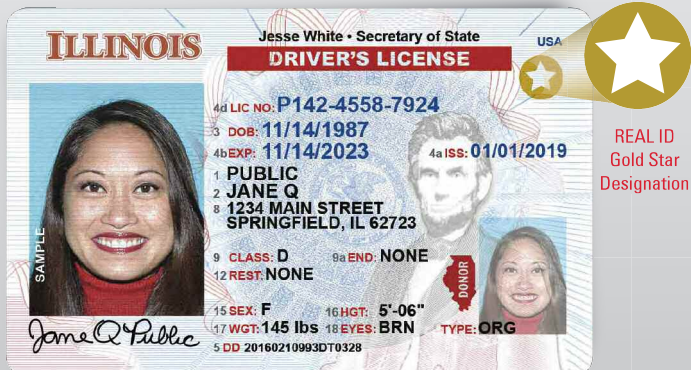 ILLINOIS
Jesse White • Secretary of State
USA
DRIVER'S LICENSE
4d LIC NO: P142-4558-7924
3 DOB: 11/14/1987
4b EXP: 11/14/2023 4a ISS: 01/01/2019
1 PUBLIC
2 JANE Q
8 1234 MAIN STREET
SPRINGFIELD, IL 62723
9 CLASS: D 9a END: NONE
12 REST: NONE
15 SEX: F 16 HGT: 5'-06"
17 WGT: 145 lbs 18 EYES: BRN TYPE: ORG
5 DD 20160210993DT0328
SAMPLE
Jane Q Public
DONOR
REAL ID
Gold Star
Designation